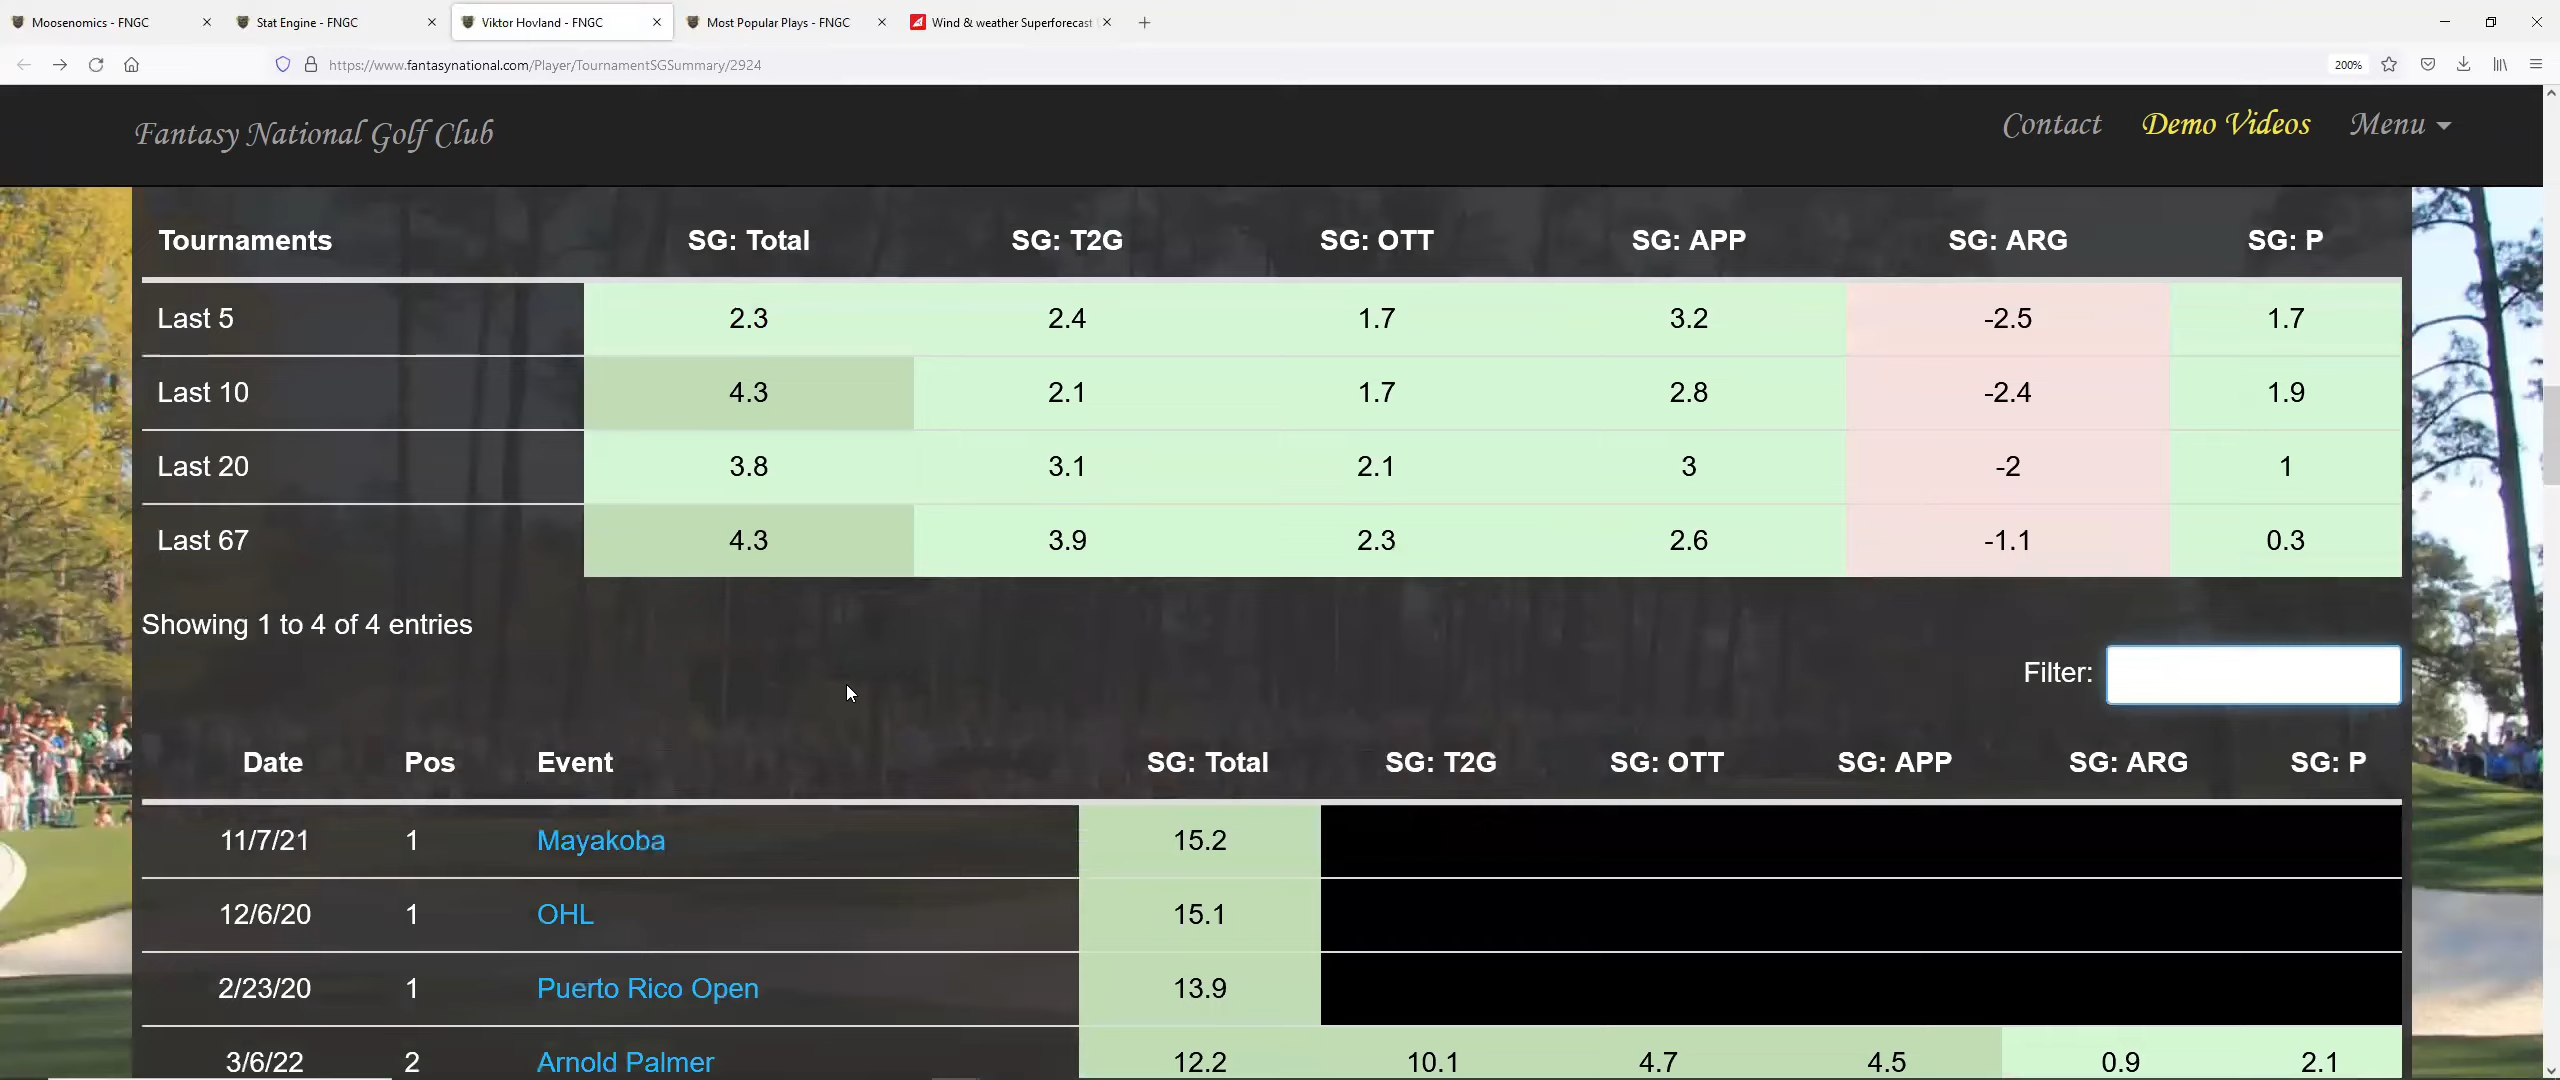 Moosenomics - FNGC
Stat Engine - FNGC
Viktor Hovland - FNGC
Most Popular Plays - FNGC
Wind & weather Superforecast
https://www.fantasynational.com/Player/TournamentSGSummary/2924
200%
Fantasy National Golf Club
Contact
Demo Videos
Menu
Tournaments SG: Total SG: T2G SG: OTT SG: APP SG: ARG SG: P
Last 5 2.3 2.4 1.7 3.2 -2.5 1.7
Last 10 4.3 2.1 1.7 2.8 -2.4 1.9
Last 20 3.8 3.1 2.1 3 -2 1
Last 67 4.3 3.9 2.3 2.6 -1.1 0.3
Showing 1 to 4 of 4 entries
Filter:
Date Pos Event SG: Total SG: T2G SG: OTT SG: APP SG: ARG SG: P
11/7/21 1 Mayakoba 15.2
12/6/20 1 OHL 15.1
2/23/20 1 Puerto Rico Open 13.9
3/6/22 2 Arnold Palmer 12.2 10.1 4.7 4.5 0.9 2.1